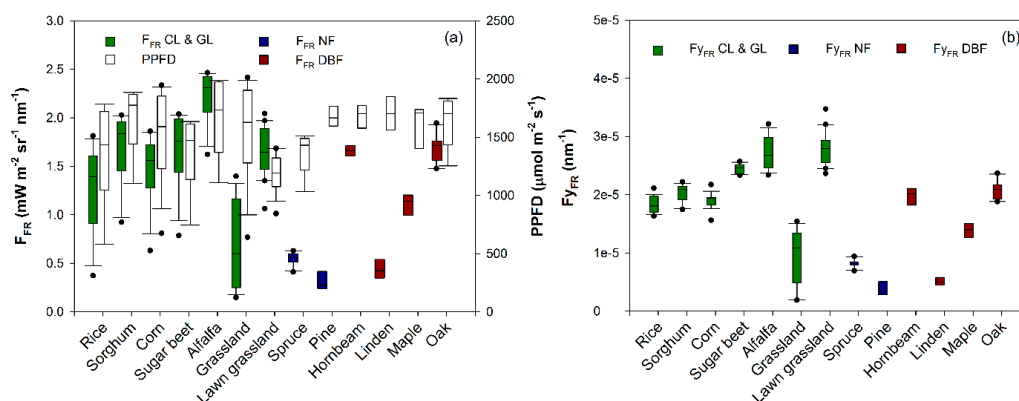 (a)
F_FR CL & GL
F_FR NF
PPFD
F_FR DBF
3.0
2.5
2.0
1.5
1.0
0.5
0.0
F_FR (mW m⁻² sr⁻¹ nm⁻¹)
2500
2000
1500
1000
500
0
PPFD (μmol m⁻² s⁻¹)
Rice
Sorghum
Corn
Sugar beet
Alfalfa
Grassland
Lawn grassland
Spruce
Pine
Hornbeam
Linden
Maple
Oak
(b)
Fy_FR CL & GL
Fy_FR NF
Fy_FR DBF
5e-5
4e-5
3e-5
2e-5
1e-5
0
Fy_FR (nm⁻¹)
Rice
Sorghum
Corn
Sugar beet
Alfalfa
Grassland
Lawn grassland
Spruce
Pine
Hornbeam
Linden
Maple
Oak